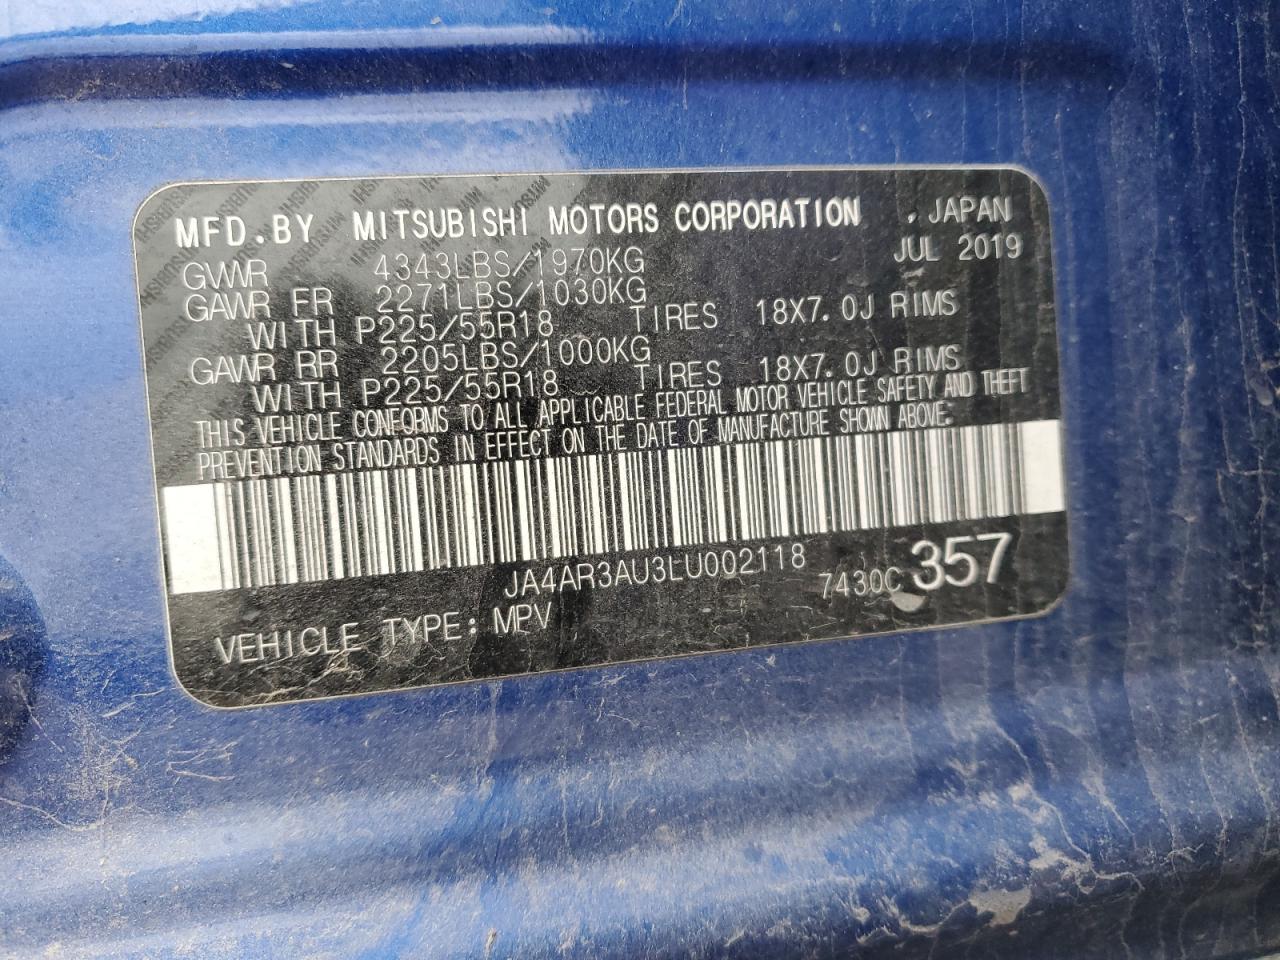 MFD.BY MITSUBISHI MOTORS CORPORATION . JAPAN
JUL 2019
GVWR 4343LBS/1970KG
GAWR FR 2271LBS/1030KG
WITH P225/55R18 TIRES 18X7.0J RIMS
GAWR RR 2205LBS/1000KG
WITH P225/55R18 TIRES 18X7.0J RIMS
THIS VEHICLE CONFORMS TO ALL APPLICABLE FEDERAL MOTOR VEHICLE SAFETY AND THEFT
PREVENTION STANDARDS IN EFFECT ON THE DATE OF MANUFACTURE SHOWN ABOVE.
JA4AR3AU3LU002118
7430C 357
VEHICLE TYPE: MPV